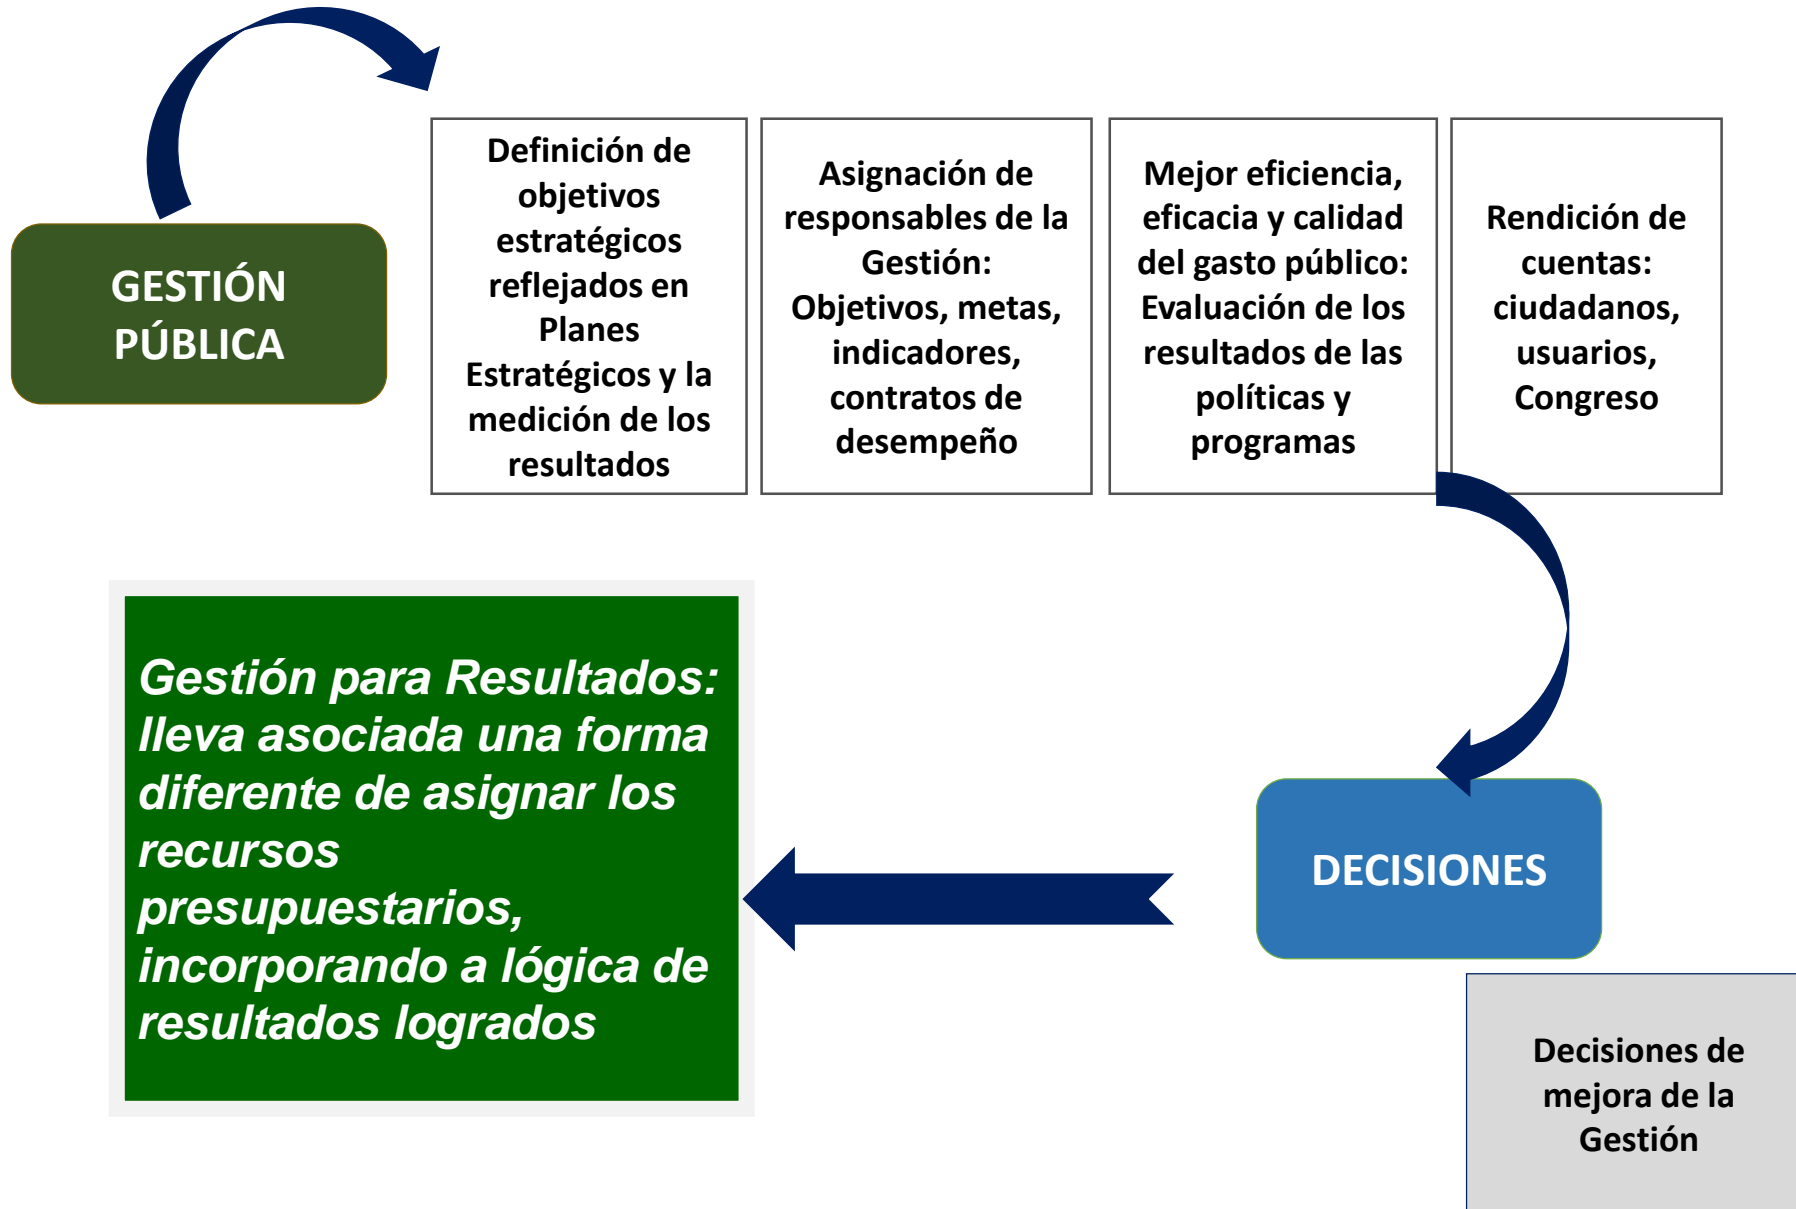 GESTIÓN
PÚBLICA
Definición de
objetivos
estratégicos
reflejados en
Planes
Estratégicos y la
medición de los
resultados
Asignación de
responsables de la
Gestión:
Objetivos, metas,
indicadores,
contratos de
desempeño
Mejor eficiencia,
eficacia y calidad
del gasto público:
Evaluación de los
resultados de las
políticas y
programas
Rendición de
cuentas:
ciudadanos,
usuarios,
Congreso
Gestión para Resultados:
lleva asociada una forma
diferente de asignar los
recursos
presupuestarios,
incorporando a lógica de
resultados logrados
DECISIONES
Decisiones de
mejora de la
Gestión